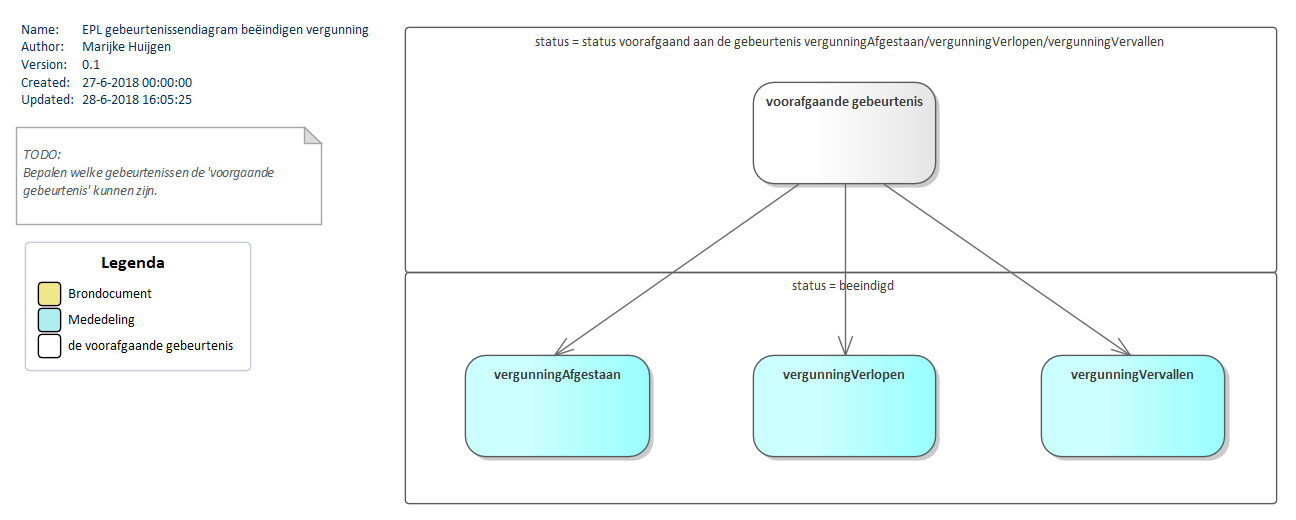 Name: EPL gebeurtenissendiagram beëindigen vergunning
Author: Marijke Huijgen
Version: 0.1
Created: 27-6-2018 00:00:00
Updated: 28-6-2018 16:05:25
TODO:
Bepalen welke gebeurtenissen de 'voorgaande
gebeurtenis' kunnen zijn.
Legenda
Brondocument
Mededeling
de voorafgaande gebeurtenis
status = status voorafgaand aan de gebeurtenis vergunningAfgestaan/vergunningVerlopen/vergunningVervallen
voorafgaande gebeurtenis
status = beeindigd
vergunningAfgestaan
vergunningVerlopen
vergunningVervallen